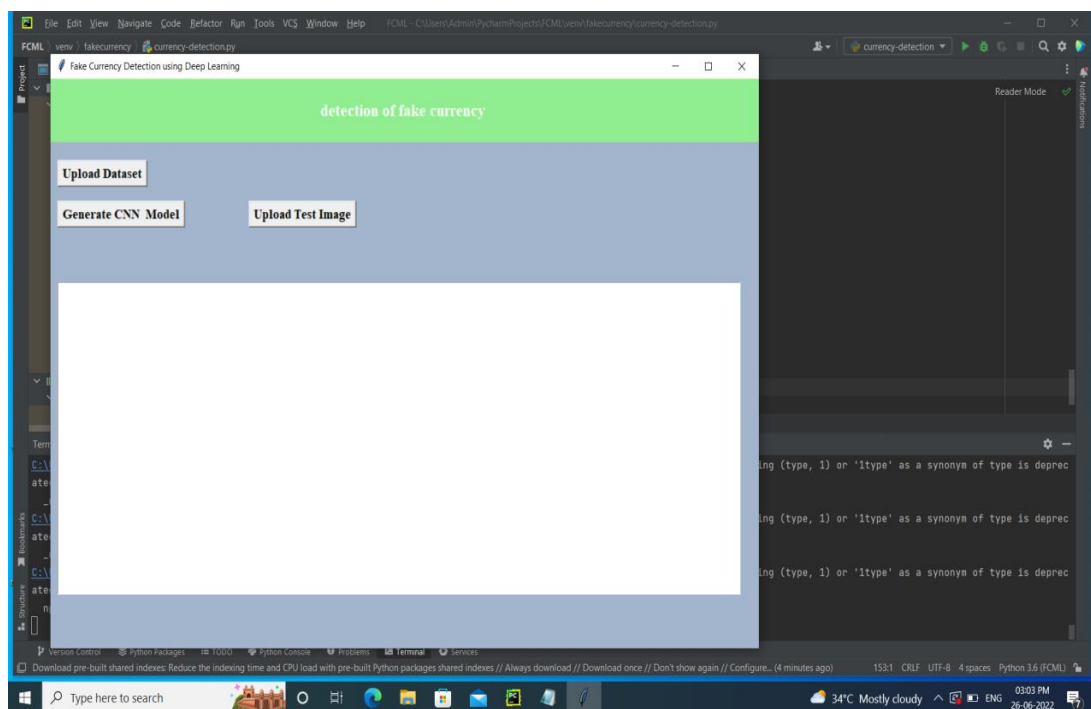 File Edit View Navigate Code Refactor Run Tools VCS Window Help FCML - C:\Users\Admin\PycharmProjects\FCML\venv\fakecurrency\currency-detection.py
FCML venv fakecurrency currency-detection.py currency-detection
Project
Fake Currency Detection using Deep Learning
Reader Mode
Notifications
detection of fake currency
Upload Dataset
Generate CNN Model Upload Test Image
Term
C:\ ing (type, 1) or '1type' as a synonym of type is deprec
ate
C:\ ing (type, 1) or '1type' as a synonym of type is deprec
ate
C:\ ing (type, 1) or '1type' as a synonym of type is deprec
ate
n
Bookmarks
Structure
Version Control Python Packages TODO Python Console Problems Terminal Services
Download pre-built shared indexes: Reduce the indexing time and CPU load with pre-built Python packages shared indexes // Always download // Download once // Don't show again // Configure... (4 minutes ago) 153:1 CRLF UTF-8 4 spaces Python 3.6 (FCML)
Type here to search 34°C Mostly cloudy ENG 03:03 PM
26-06-2022